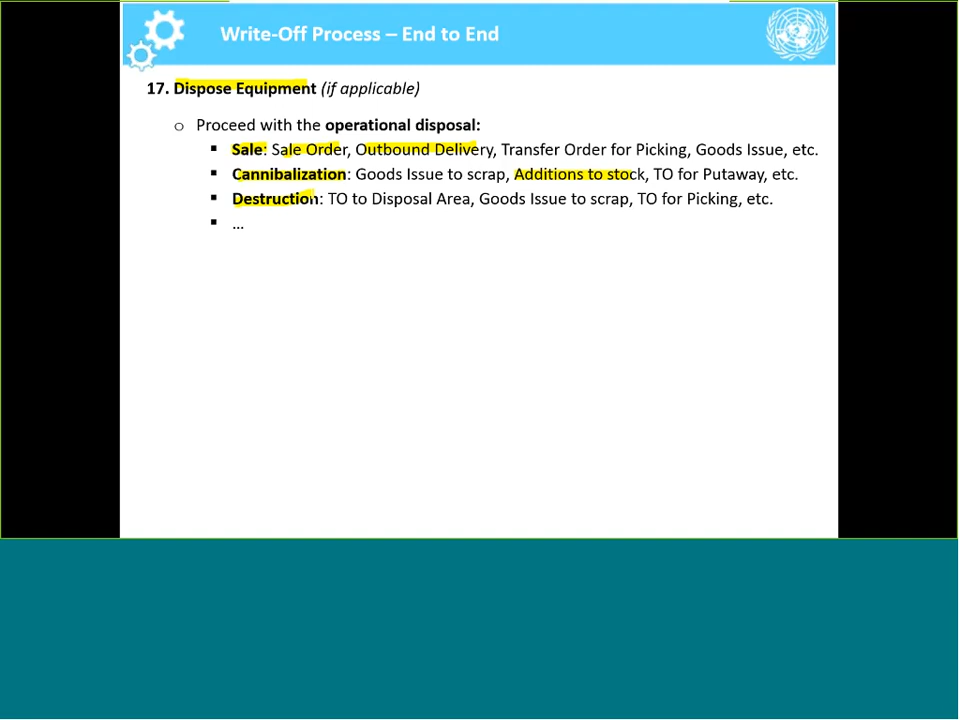 Write-Off Process – End to End
17. Dispose Equipment (if applicable)
o Proceed with the operational disposal:
▪ Sale: Sale Order, Outbound Delivery, Transfer Order for Picking, Goods Issue, etc.
▪ Cannibalization: Goods Issue to scrap, Additions to stock, TO for Putaway, etc.
▪ Destruction: TO to Disposal Area, Goods Issue to scrap, TO for Picking, etc.
▪ ...